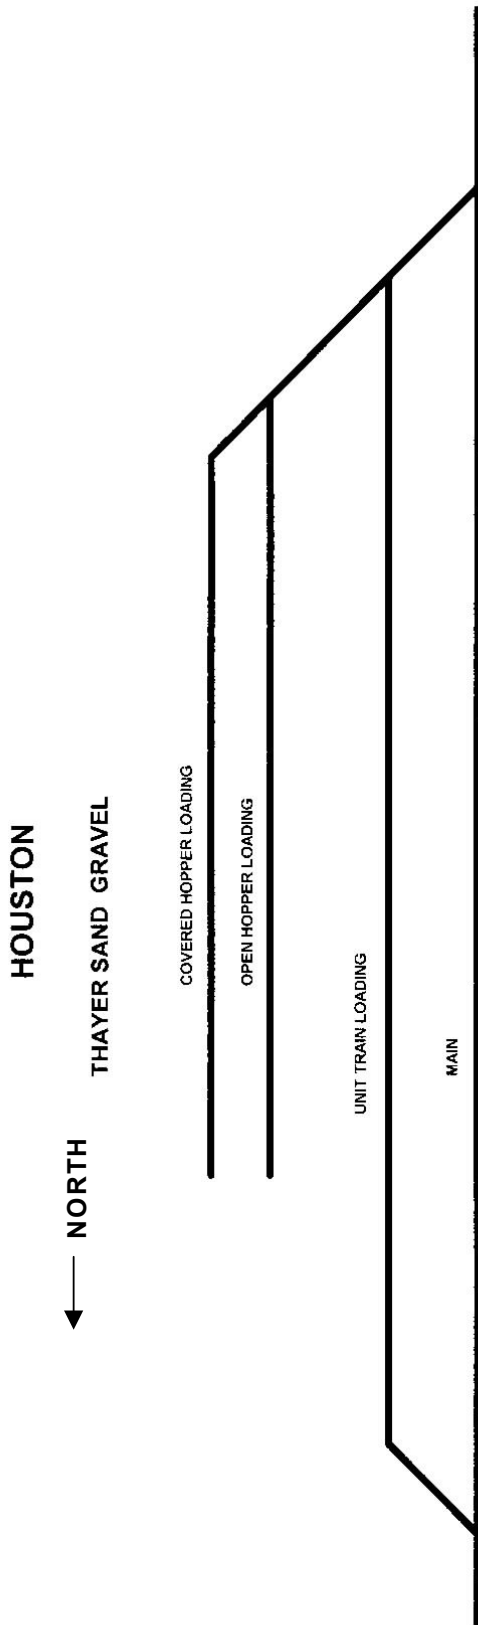 HOUSTON
THAYER SAND GRAVEL
NORTH
COVERED HOPPER LOADING
OPEN HOPPER LOADING
UNIT TRAIN LOADING
MAIN